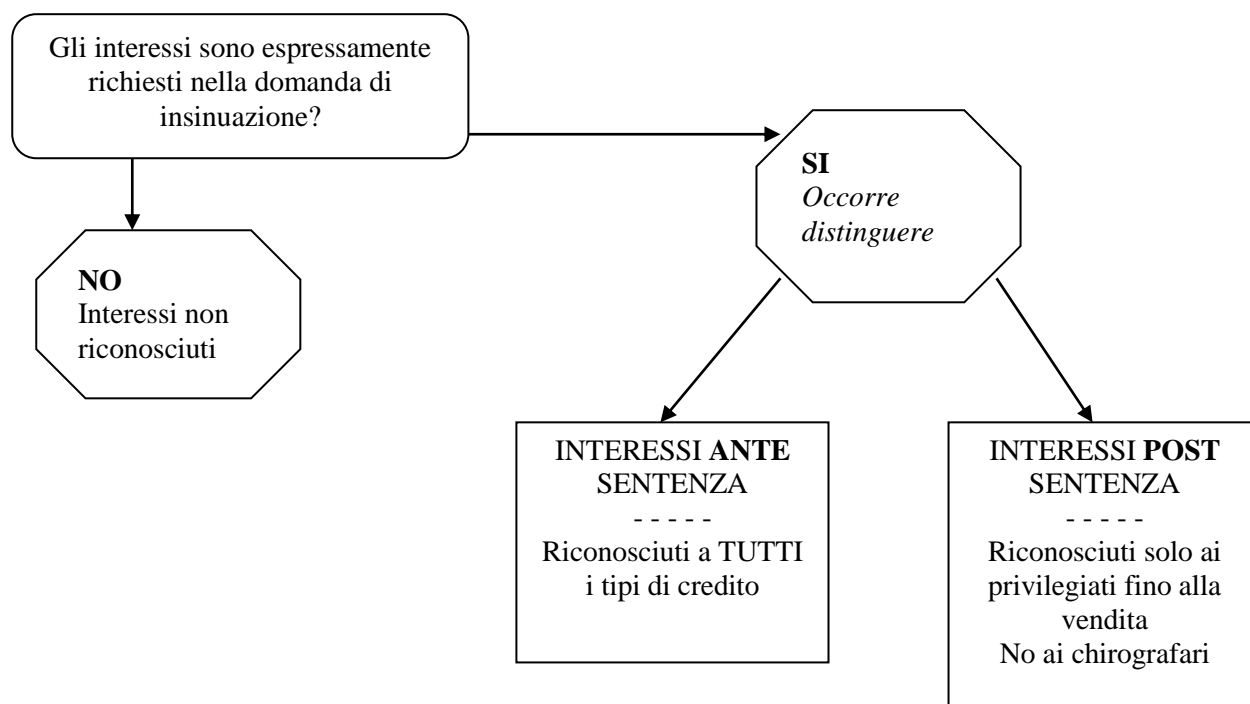 Gli interessi sono espressamente
richiesti nella domanda di
insinuazione?
SI
Occorre
distinguere
NO
Interessi non
riconosciuti
INTERESSI ANTE
SENTENZA
- - - - -
Riconosciuti a TUTTI
i tipi di credito
INTERESSI POST
SENTENZA
- - - - -
Riconosciuti solo ai
privilegiati fino alla
vendita
No ai chirografari